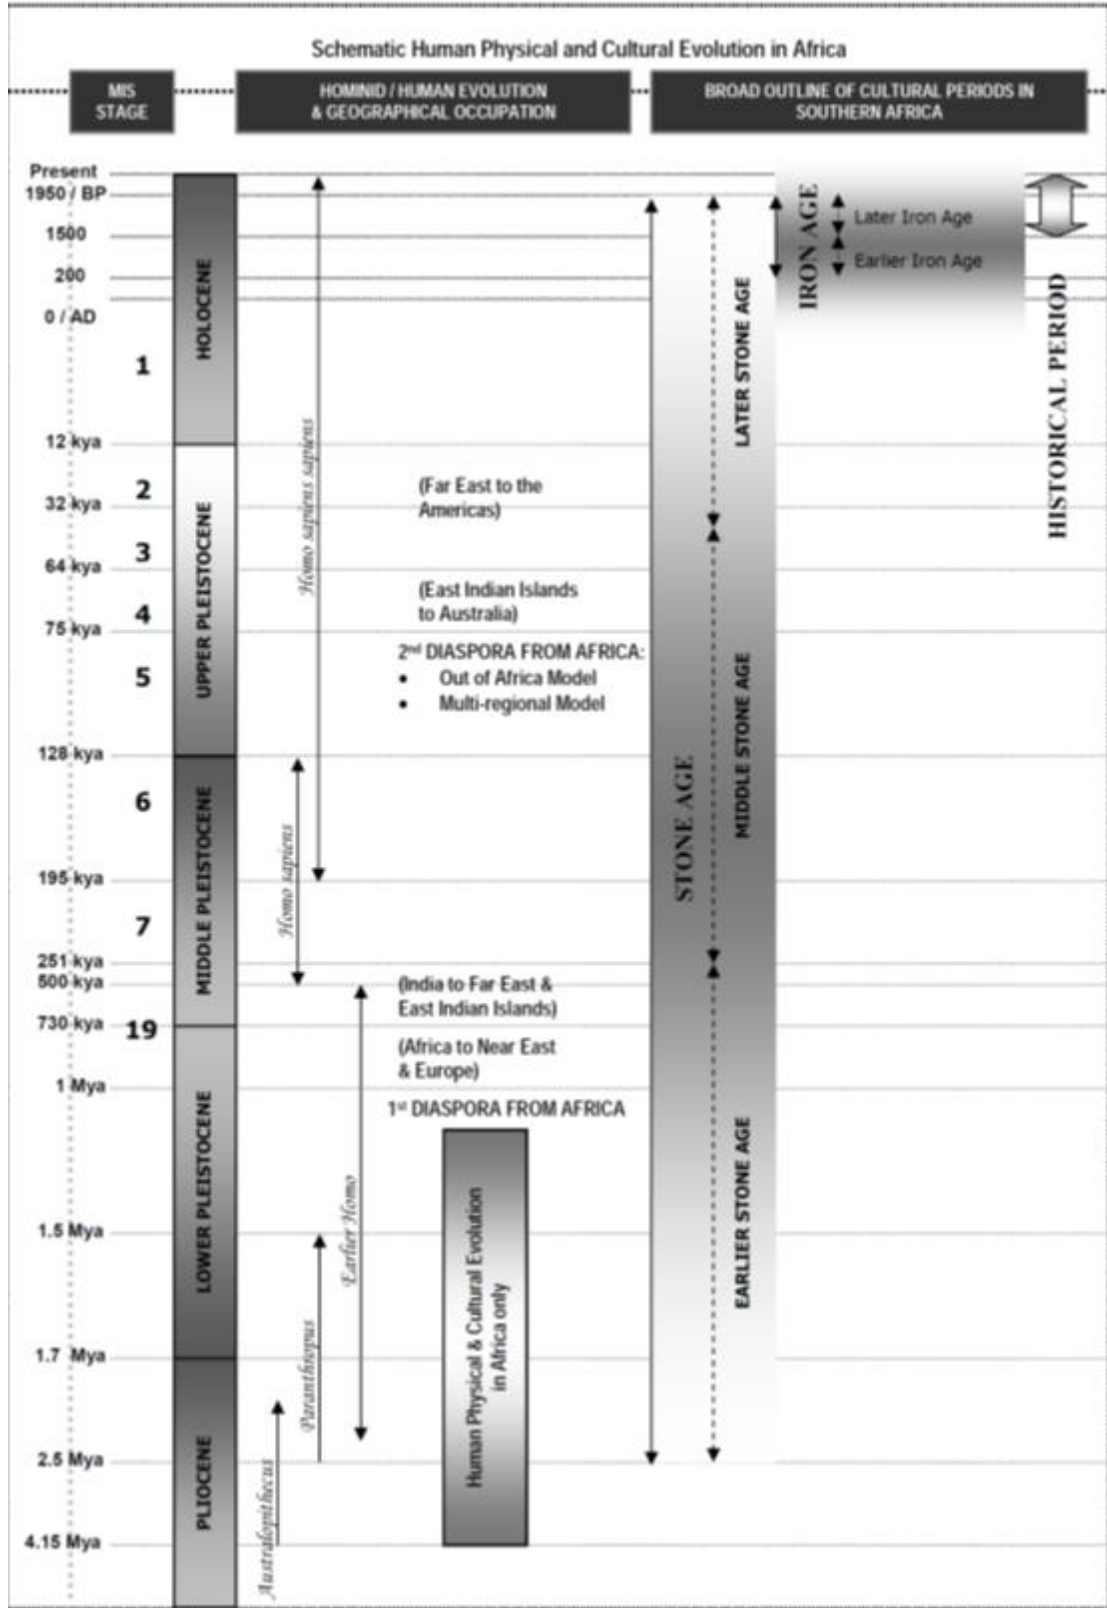 Schematic Human Physical and Cultural Evolution in Africa
MIS
STAGE
HOMINID / HUMAN EVOLUTION
& GEOGRAPHICAL OCCUPATION
BROAD OUTLINE OF CULTURAL PERIODS IN
SOUTHERN AFRICA
Present
1950 / BP
1500
200
0 / AD
12 kya
32 kya
64 kya
75 kya
128 kya
195 kya
251 kya
500 kya
730 kya
1 Mya
1.5 Mya
1.7 Mya
2.5 Mya
4.15 Mya
1
2
3
4
5
6
7
19
HOLOCENE
UPPER PLEISTOCENE
MIDDLE PLEISTOCENE
LOWER PLEISTOCENE
PLIOCENE
Homo sapiens sapiens
Homo sapiens
Earlier Homo
Paranthropus
Australopithecus
(Far East to the
Americas)
(East Indian Islands
to Australia)
2nd DIASPORA FROM AFRICA:
• Out of Africa Model
• Multi-regional Model
(India to Far East &
East Indian Islands)
(Africa to Near East
& Europe)
1st DIASPORA FROM AFRICA
Human Physical & Cultural Evolution
in Africa only
STONE AGE
LATER STONE AGE
MIDDLE STONE AGE
EARLIER STONE AGE
IRON AGE
Later Iron Age
Earlier Iron Age
HISTORICAL PERIOD